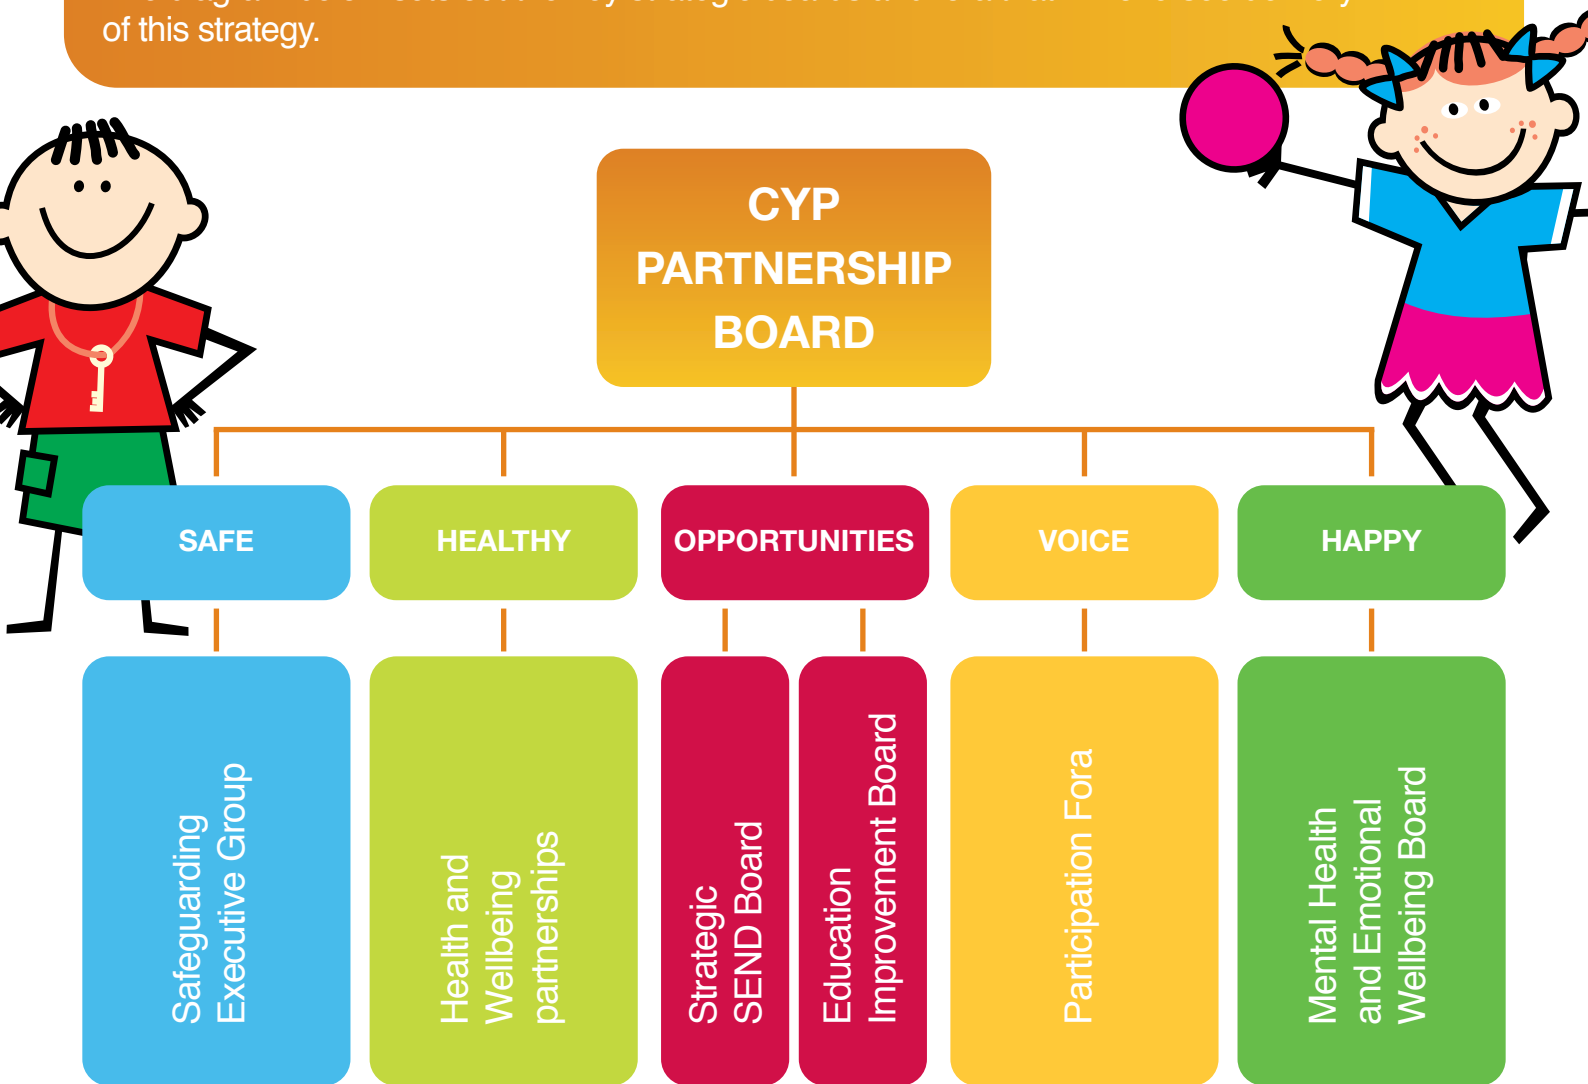 of this strategy.
CYP
PARTNERSHIP
BOARD
SAFE
HEALTHY
OPPORTUNITIES
VOICE
HAPPY
Safeguarding
Executive Group
Health and
Wellbeing
partnerships
Strategic
SEND Board
Education
Improvement Board
Participation Fora
Mental Health
and Emotional
Wellbeing Board